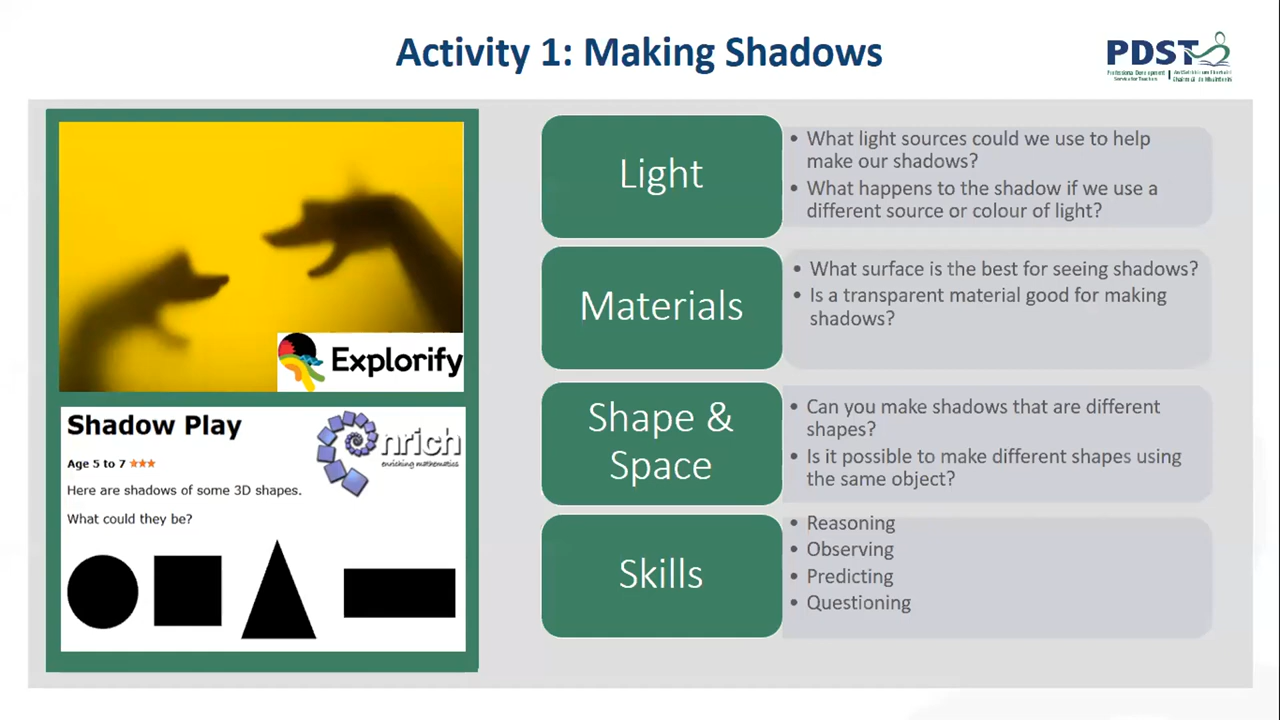 Activity 1: Making Shadows
PDST
Explorify
Shadow Play
nrich
enriching mathematics
Age 5 to 7 ★★★
Here are shadows of some 3D shapes.
What could they be?
Light
• What light sources could we use to help
make our shadows?
• What happens to the shadow if we use a
different source or colour of light?
Materials
• What surface is the best for seeing shadows?
• Is a transparent material good for making
shadows?
Shape &
Space
• Can you make shadows that are different
shapes?
• Is it possible to make different shapes using
the same object?
Skills
• Reasoning
• Observing
• Predicting
• Questioning